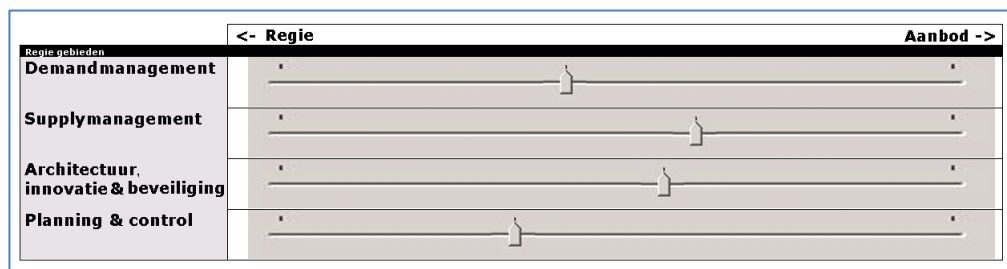 <- Regie Aanbod ->
Regie gebieden
Demandmanagement
Supplymanagement
Architectuur,
innovatie & beveiliging
Planning & control